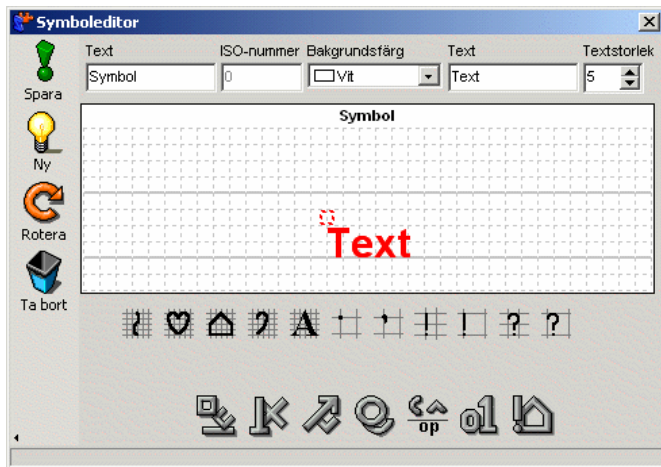 Symboleditor
Text ISO-nummer Bakgrundsfärg Text Textstorlek
Symbol 0 Vit Text 5
Spara
Symbol
Ny
Rotera
Text
Ta bort
A ! ! ? ?
op o1